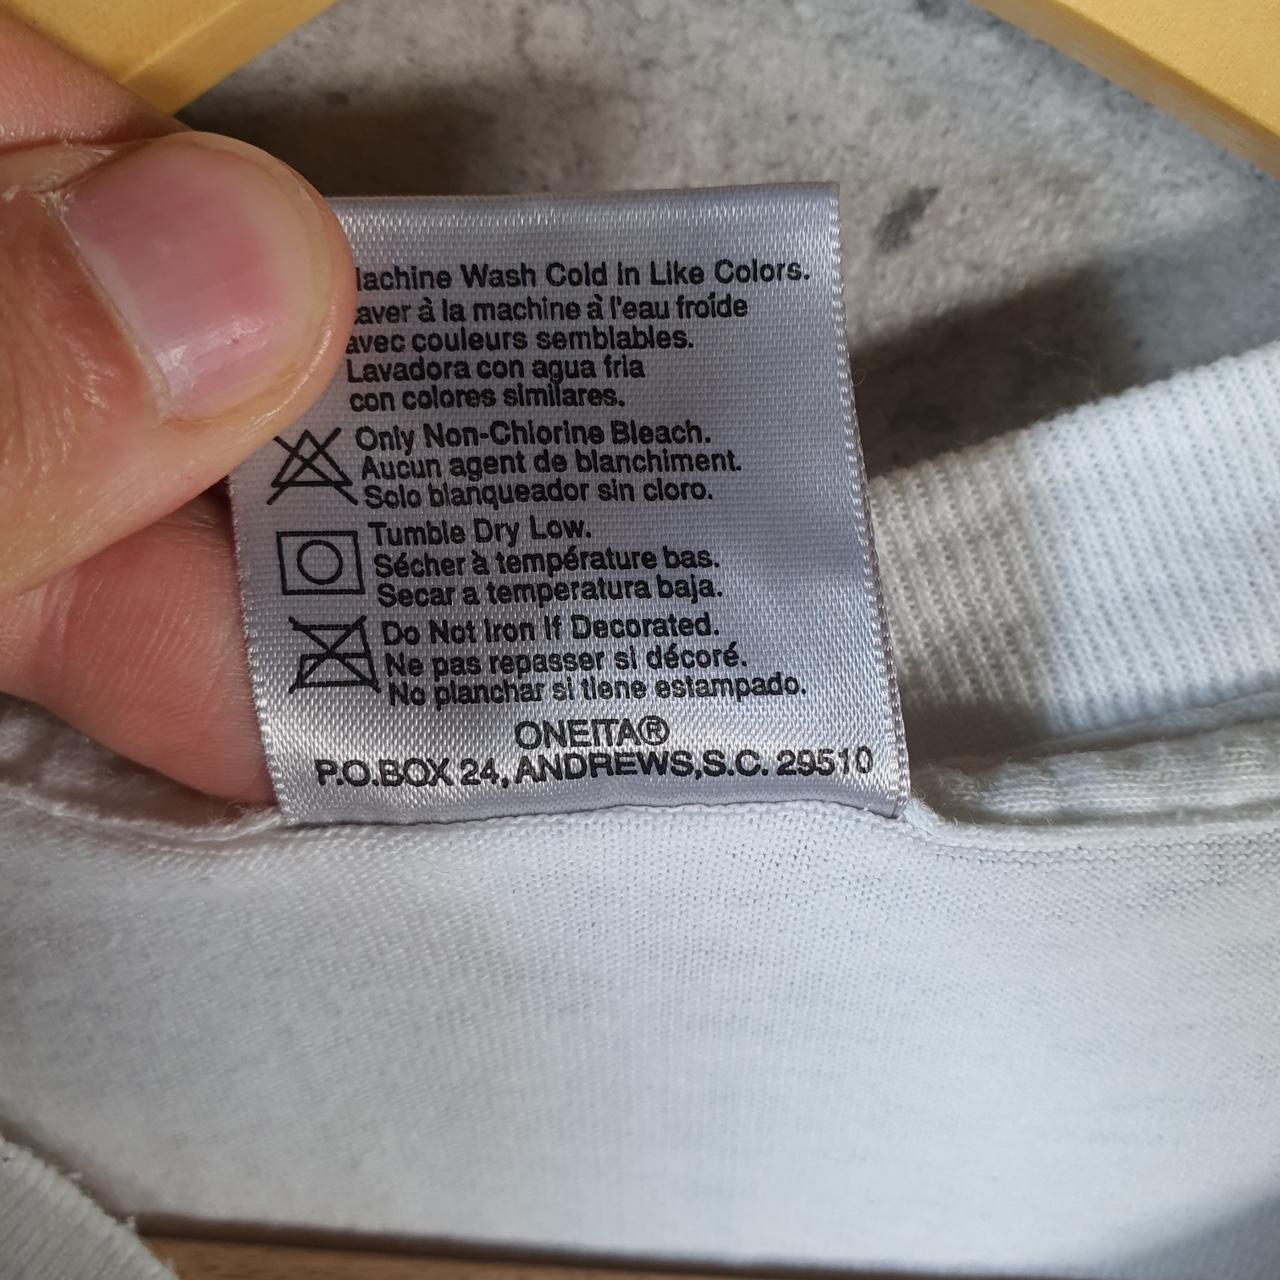 Machine Wash Cold in Like Colors.
Laver à la machine à l'eau froide
avec couleurs semblables.
Lavadora con agua fria
con colores similares.
Only Non-Chlorine Bleach.
Aucun agent de blanchiment.
Solo blanqueador sin cloro.
Tumble Dry Low.
Sécher à température bas.
Secar a temperatura baja.
Do Not Iron If Decorated.
Ne pas repasser si décoré.
No planchar si tiene estampado.
ONEITA®
P.O.BOX 24, ANDREWS,S.C. 29510